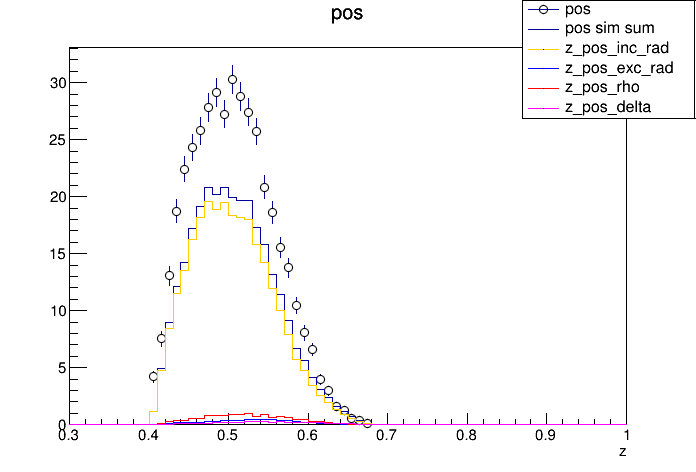 pos
pos
pos sim sum
z_pos_inc_rad
z_pos_exc_rad
z_pos_rho
z_pos_delta
30
25
20
15
10
5
0
0.3 0.4 0.5 0.6 0.7 0.8 0.9 1
z